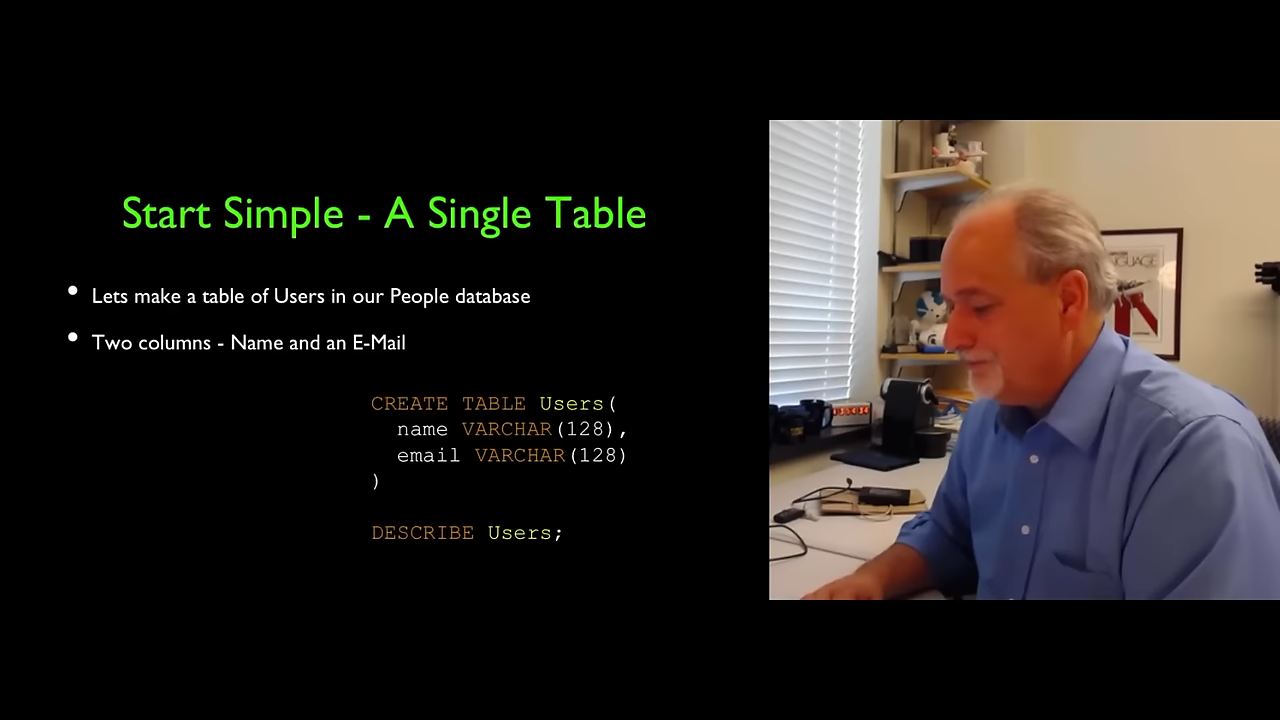 Start Simple - A Single Table
• Lets make a table of Users in our People database
• Two columns - Name and an E-Mail
CREATE TABLE Users(
  name VARCHAR(128),
  email VARCHAR(128)
)
DESCRIBE Users;